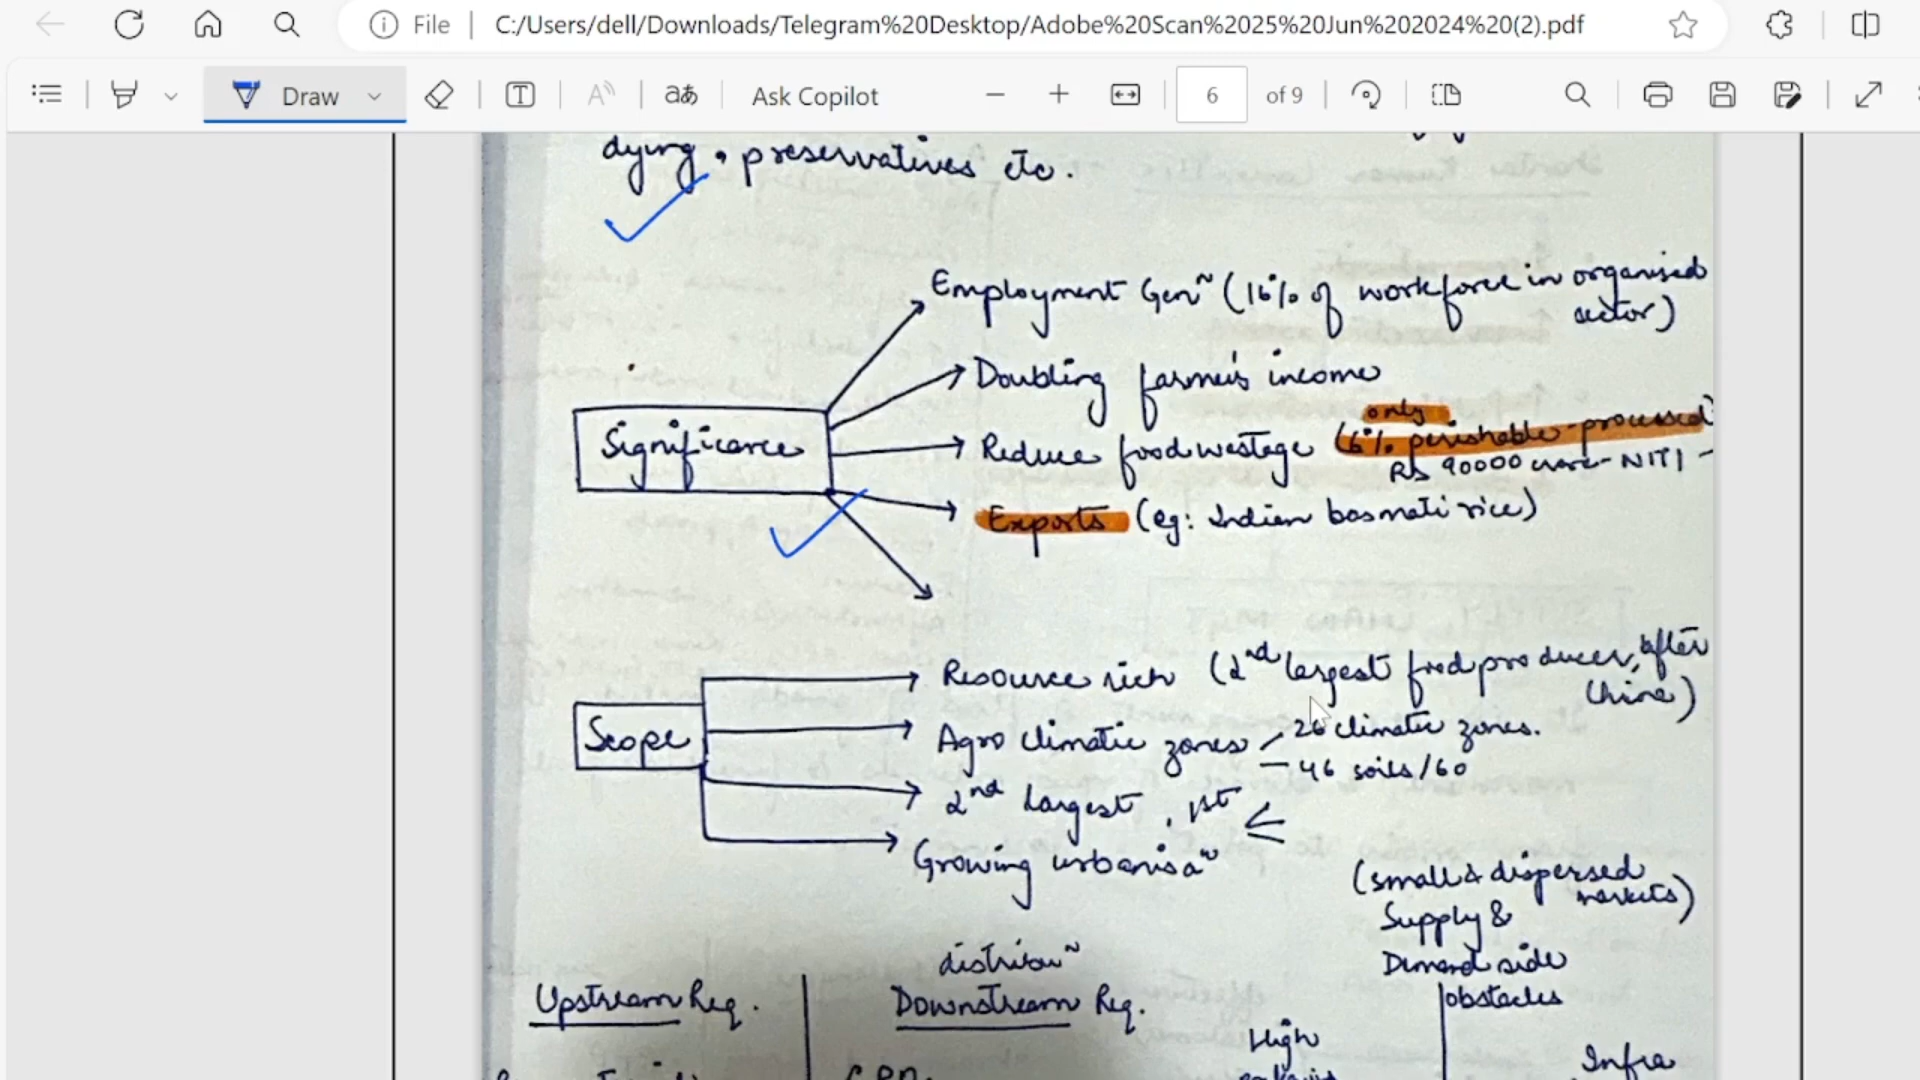 File
C:/Users/dell/Downloads/Telegram%20Desktop/Adobe%20Scan%2025%20Jun%202024%20(2).pdf
Draw
T
A
aあ
Ask Copilot
6 of 9
dying, preservatives etc.
Employment Genⁿ (16% of workforce in organised
sector)
Doubling farmer's income
only
Significance
Reduce food wastage (6% perishable processed)
Rs 90000 crore - NITI -
Exports (eg: Indian basmati rice)
Resource rich (2nd largest food producer, after
China)
Scope
Agro climatic zones - 26 climatic zones.
- 46 soils/60
2nd largest, 1st
Growing urbanisaⁿ
(small & dispersed
markets)
Supply &
Demand side
obstacles
distribuⁿ
Upstream Req.
Downstream Req.
High
Infra